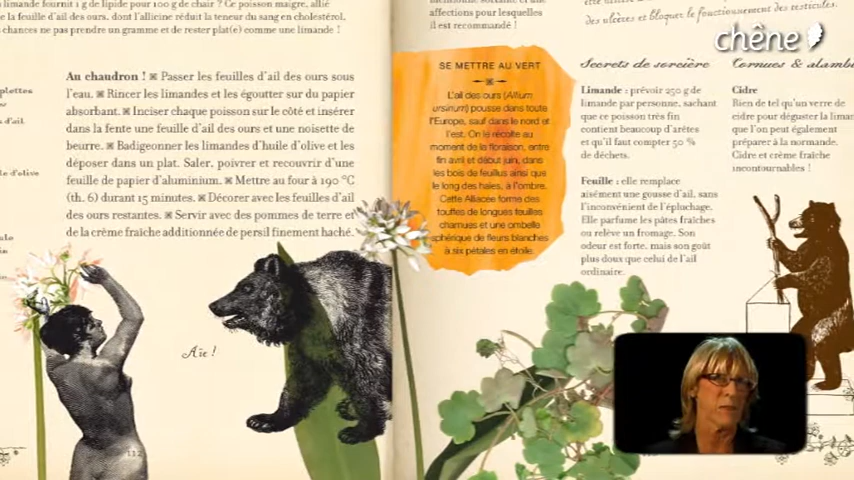 limande fournit 1 g de lipide pour 100 g de chair ? Ce poisson maigre, allié
le la feuille d'ail des ours, dont l'allicine réduit la teneur du sang en cholestérol,
chances ne pas prendre un gramme et de rester plat(e) comme une limande !
Au chaudron ! ※ Passer les feuilles d'ail des ours sous
l'eau. ※ Rincer les limandes et les égoutter sur du papier
absorbant. ※ Inciser chaque poisson sur le côté et insérer
dans la fente une feuille d'ail des ours et une noisette de
beurre. ※ Badigeonner les limandes d'huile d'olive et les
déposer dans un plat. Saler, poivrer et recouvrir d'une
feuille de papier d'aluminium. ※ Mettre au four à 190 °C
(th. 6) durant 15 minutes. ※ Décorer avec les feuilles d'ail
des ours restantes. ※ Servir avec des pommes de terre et
de la crème fraîche additionnée de persil finement haché.
Aïe !
112
affections pour lesquelles
il est recommandé !
des ulcères et bloquer le fonctionnement des testicules.
chêne
SE METTRE AU VERT
L'ail des ours (Allium
ursinum) pousse dans toute
l'Europe, sauf dans le nord et
l'est. On le récolte au
moment de la floraison, entre
fin avril et début juin, dans
les bois de feuillus ainsi que
le long des haies, à l'ombre.
Cette Alliacée forme des
touffes de longues feuilles
charnues et une ombelle
sphérique de fleurs blanches
à six pétales en étoile.
Secrets de sorcière
Limande : prévoir 250 g de
limande par personne, sachant
que ce poisson très fin
contient beaucoup d'arêtes
et qu'il faut compter 50 %
de déchets.
Feuille : elle remplace
aisément une gousse d'ail, sans
l'inconvénient de l'épluchage.
Elle parfume les pâtes fraîches
ou relève un fromage. Son
odeur est forte, mais son goût
plus doux que celui de l'ail
ordinaire.
Cornues & alambi
Cidre
Rien de tel qu'un verre de
cidre pour déguster la limande
que l'on peut également
préparer à la normande.
Cidre et crème fraîche
incontournables !